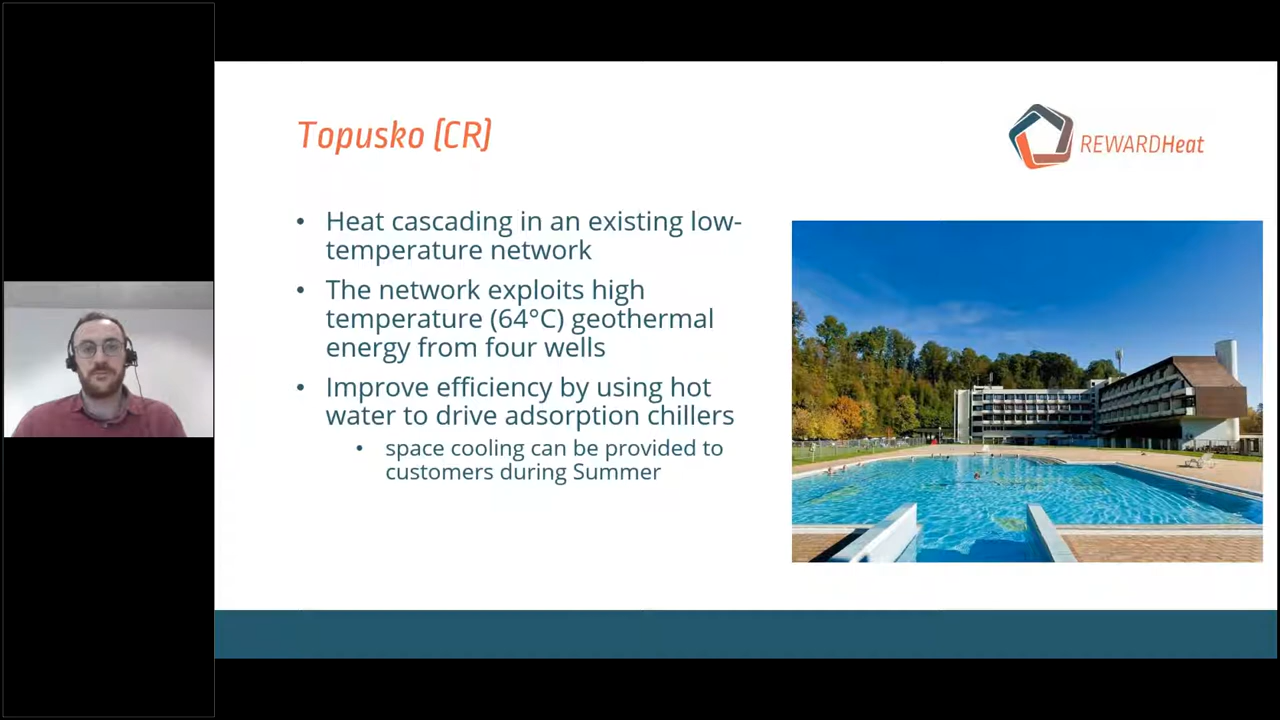 Topusko (CR)
REWARDHeat
• Heat cascading in an existing low-
temperature network
• The network exploits high
temperature (64°C) geothermal
energy from four wells
• Improve efficiency by using hot
water to drive adsorption chillers
• space cooling can be provided to
customers during Summer